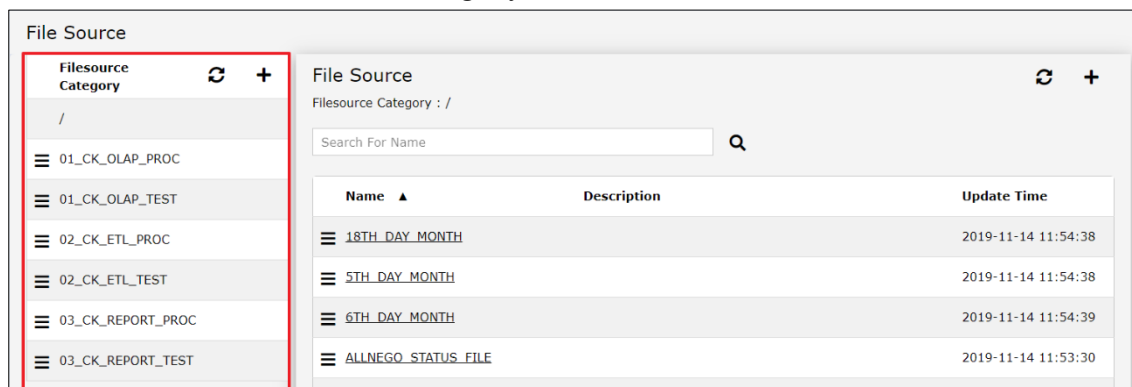 File Source
Filesource
Category
/
01_CK_OLAP_PROC
01_CK_OLAP_TEST
02_CK_ETL_PROC
02_CK_ETL_TEST
03_CK_REPORT_PROC
03_CK_REPORT_TEST
File Source
Filesource Category : /
Search For Name
Name ▲ Description Update Time
18TH_DAY_MONTH 2019-11-14 11:54:38
5TH_DAY_MONTH 2019-11-14 11:54:38
6TH_DAY_MONTH 2019-11-14 11:54:39
ALLNEGO_STATUS_FILE 2019-11-14 11:53:30